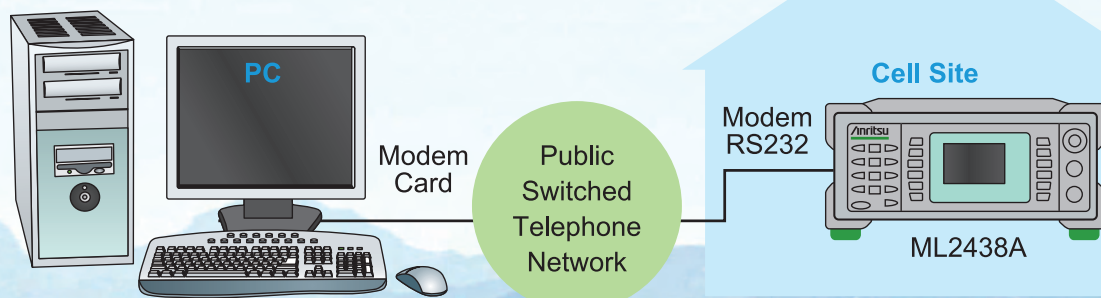 PC
Modem
Card
Public
Switched
Telephone
Network
Modem
RS232
Cell Site
Anritsu
ML2438A